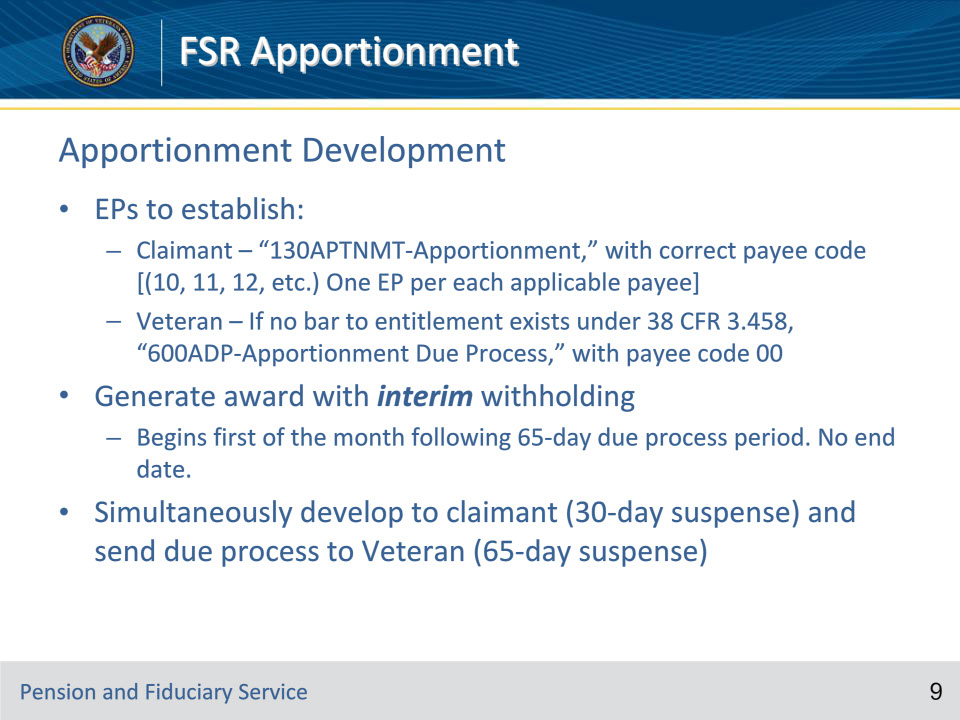 FSR Apportionment
Apportionment Development
• EPs to establish:
– Claimant – “130APTNMT-Apportionment,” with correct payee code
[(10, 11, 12, etc.) One EP per each applicable payee]
– Veteran – If no bar to entitlement exists under 38 CFR 3.458,
“600ADP-Apportionment Due Process,” with payee code 00
• Generate award with interim withholding
– Begins first of the month following 65-day due process period. No end
date.
• Simultaneously develop to claimant (30-day suspense) and
send due process to Veteran (65-day suspense)
Pension and Fiduciary Service
9